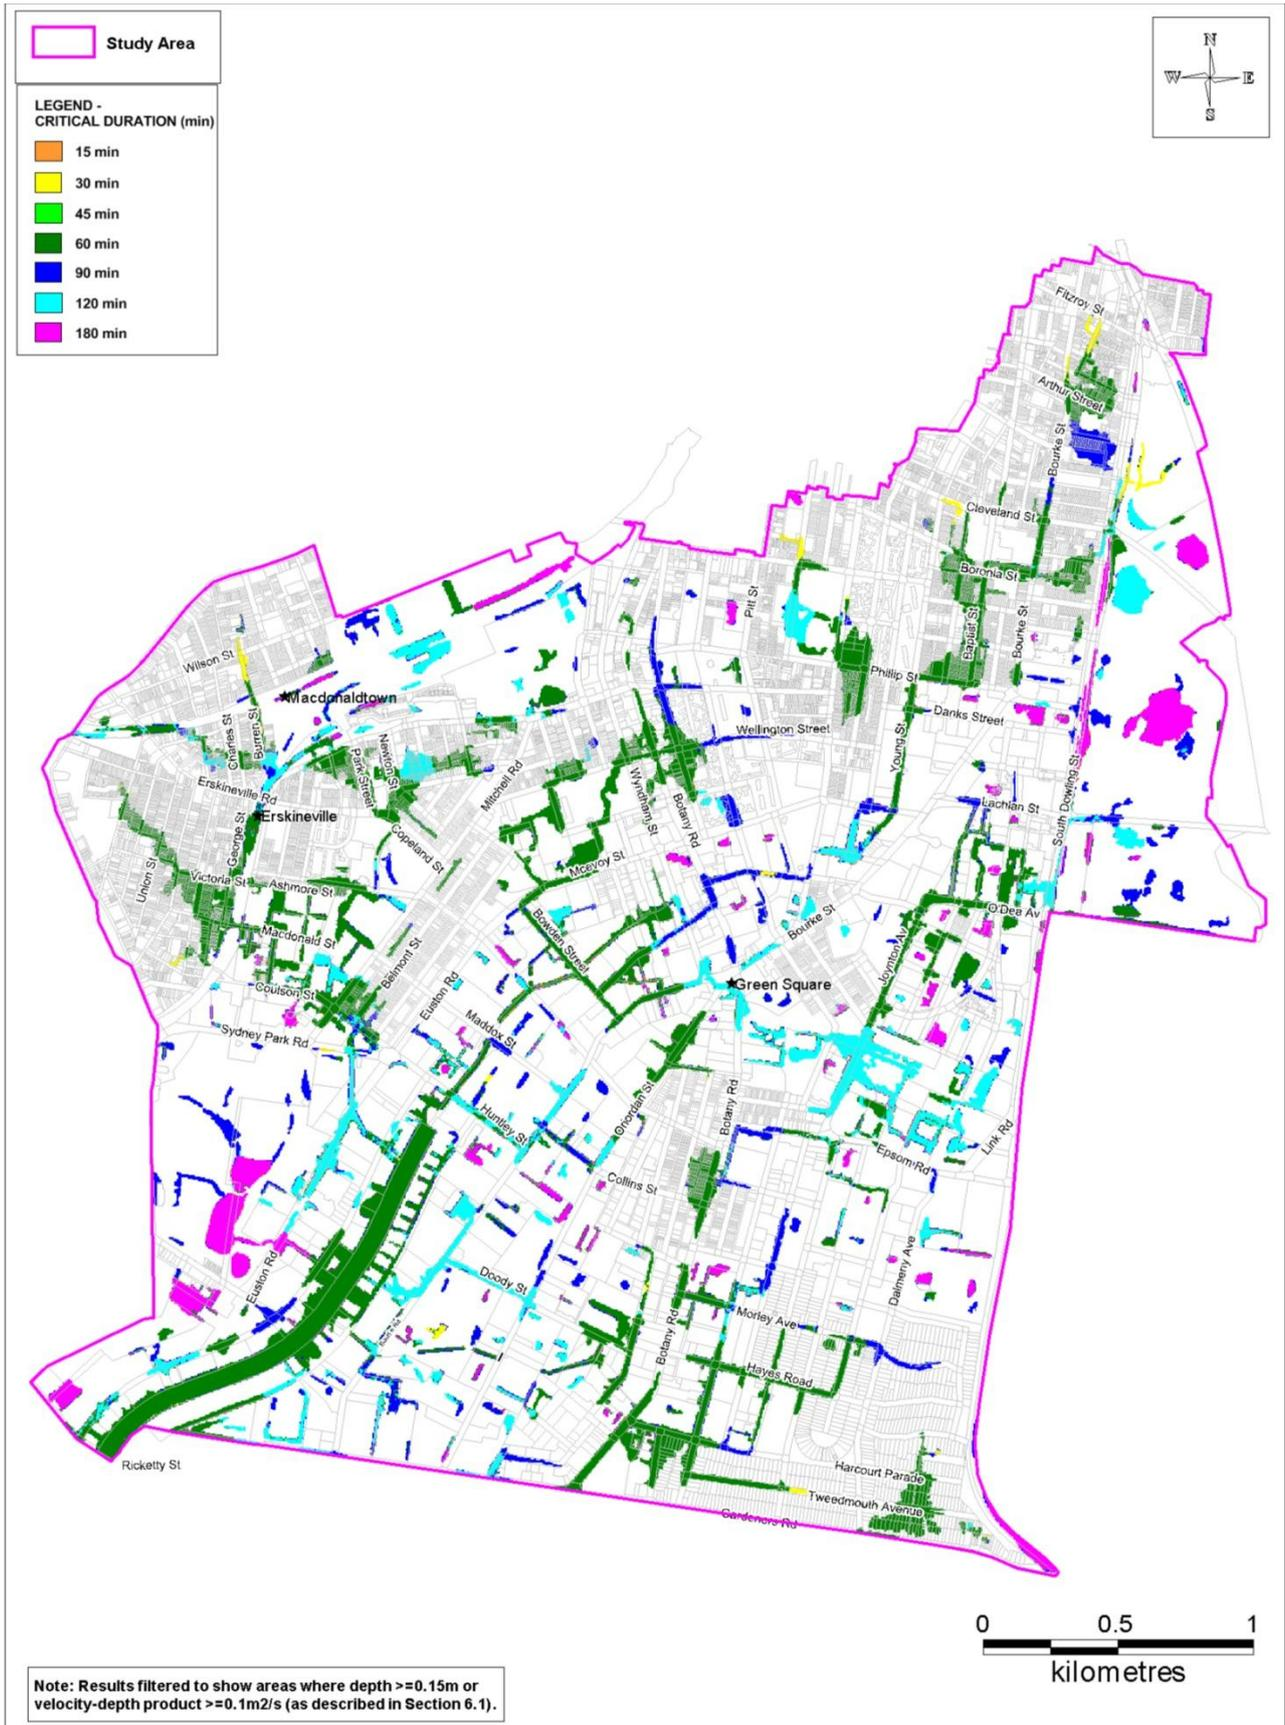 Study Area
LEGEND -
CRITICAL DURATION (min)
15 min
30 min
45 min
60 min
90 min
120 min
180 min
N
W E
S
Fitzroy St
Arthur Street
Bourke St
Cleveland St
Boronia St
Baptist St
Bourke St
Pitt St
Phillip St
Danks Street
Wilson St
Macdonaldtown
Charles St
Burren St
Park Street
Newton St
Wellington Street
Young St
Erskineville Rd
Erskineville
Mitchell Rd
Wyndham St
Botany Rd
South Dowling St
Lachlan St
George St
Copeland St
Mcevoy St
Union St
Victoria St
Ashmore St
O'Dea Av
Macdonald St
Bowden Street
Bourke St
Joynton Av
Belmont St
Coulson St
Euston Rd
Green Square
Sydney Park Rd
Maddox St
Huntley St
Oriordan St
Botany Rd
Link Rd
Epsom Rd
Collins St
Euston Rd
Doody St
Dalmeny Ave
Morley Ave
Botany Rd
Hayes Road
Ricketty St
Harcourt Parade
Tweedmouth Avenue
Gardeners Rd
0 0.5 1
kilometres
Note: Results filtered to show areas where depth >=0.15m or
velocity-depth product >=0.1m2/s (as described in Section 6.1).